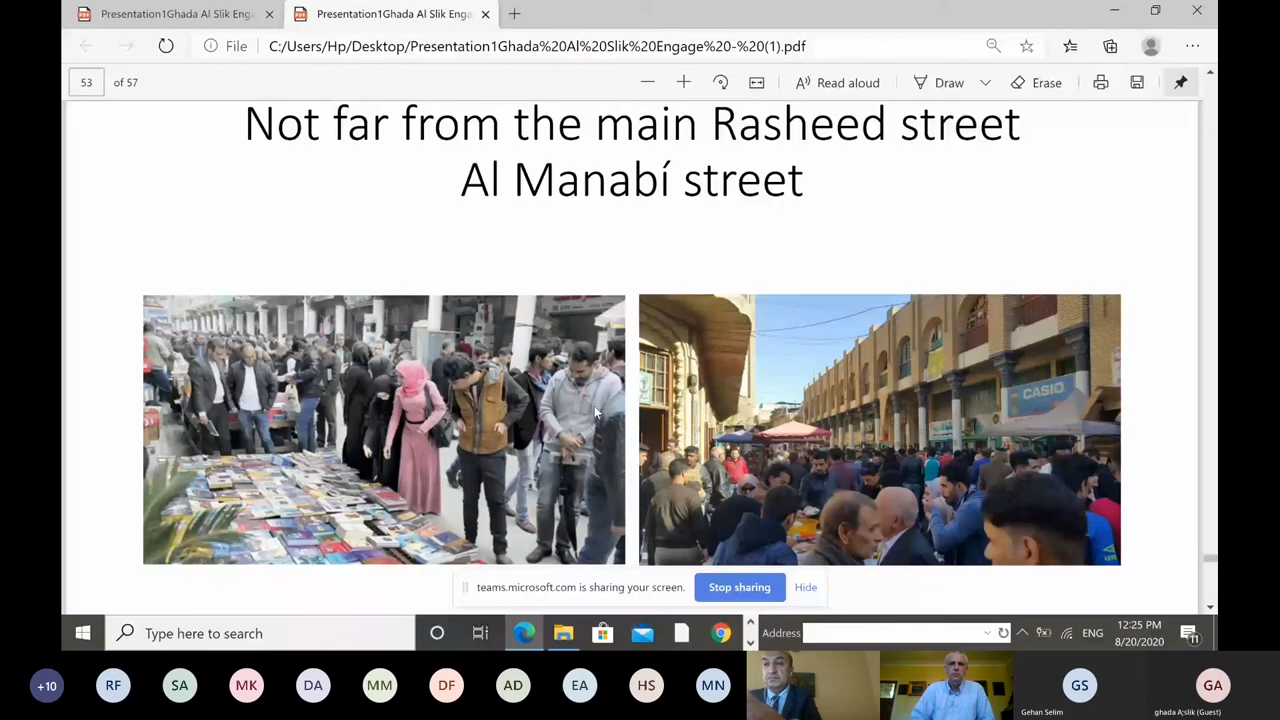 Presentation1Ghada Al Slik Enga
Presentation1Ghada Al Slik Enga
File
C:/Users/Hp/Desktop/Presentation1Ghada%20Al%20Slik%20Engage%20-%20(1).pdf
53 of 57
Read aloud
Draw
Erase
Not far from the main Rasheed street
Al Manabí street
CASIO
teams.microsoft.com is sharing your screen.
Stop sharing
Hide
Type here to search
Address
ENG
12:25 PM
8/20/2020
11
+10
RF
SA
MK
DA
MM
DF
AD
EA
HS
MN
GS
Gehan Selim
GA
ghada A;slik (Guest)